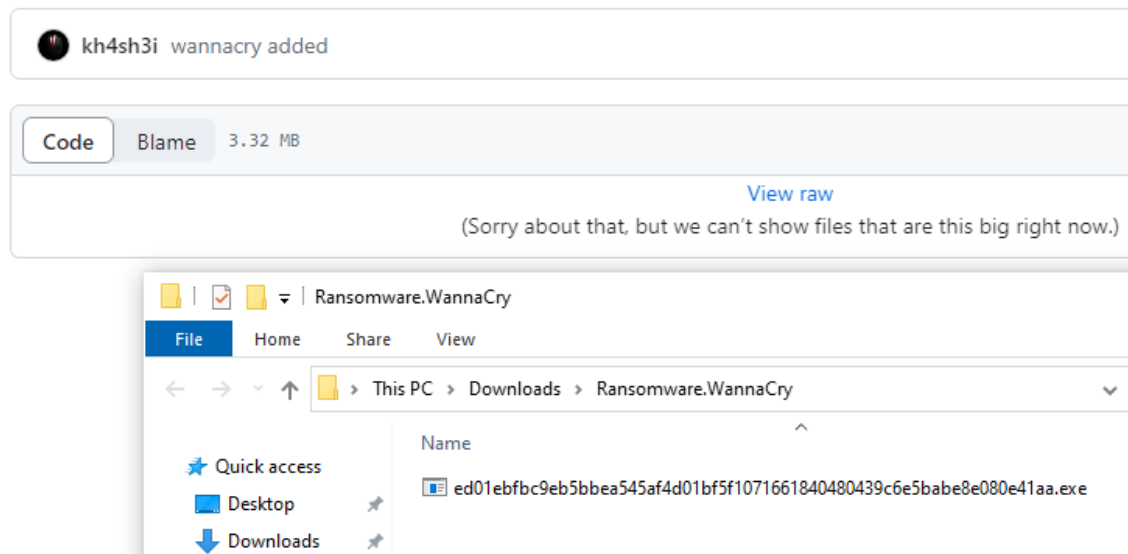 kh4sh3i wannacry added
Code Blame 3.32 MB
View raw
(Sorry about that, but we can't show files that are this big right now.)
Ransomware.WannaCry
File Home Share View
This PC > Downloads > Ransomware.WannaCry
Name
Quick access
ed01ebfbc9eb5bbea545af4d01bf5f1071661840480439c6e5babe8e080e41aa.exe
Desktop
Downloads